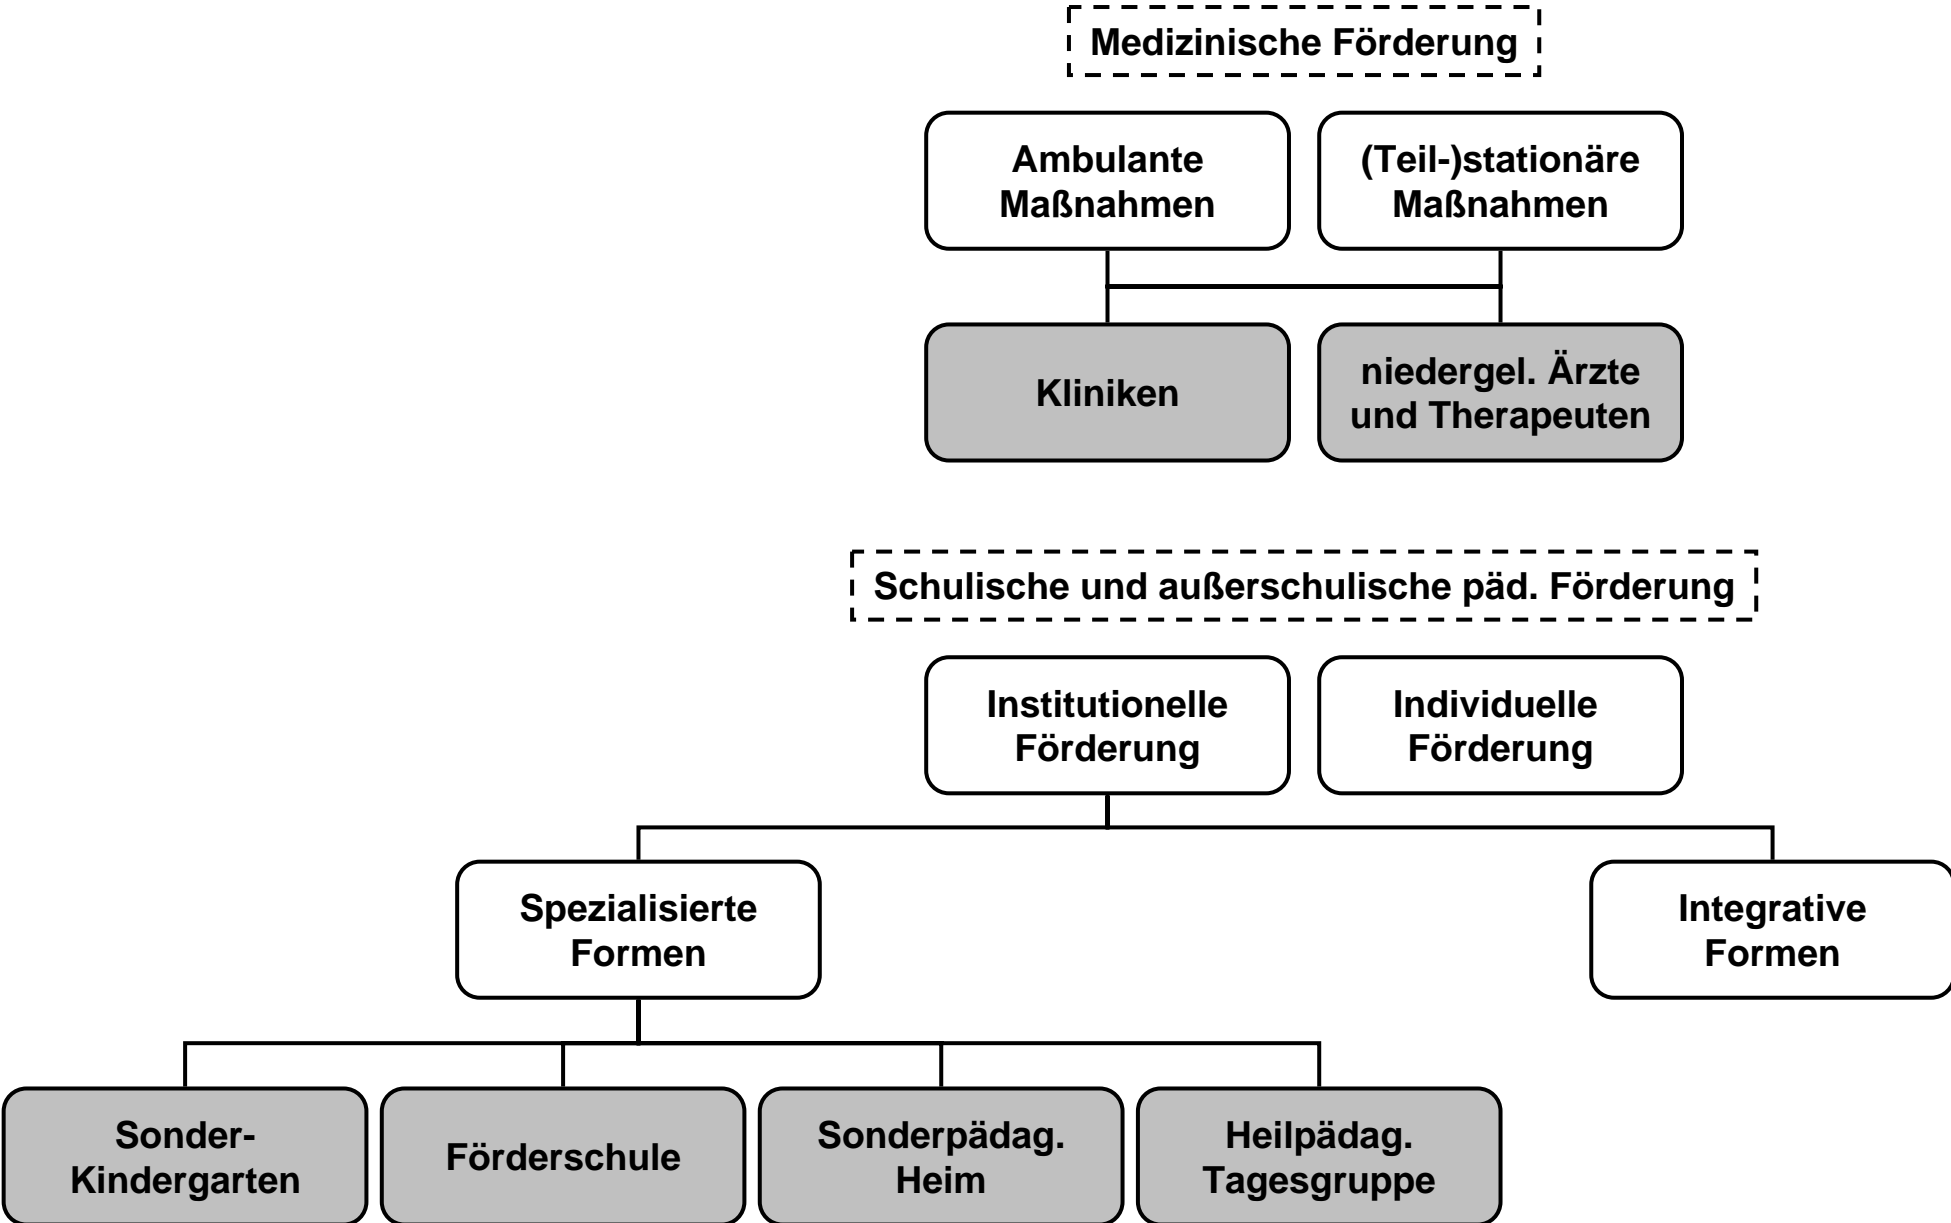 Medizinische Förderung
Ambulante
Maßnahmen
(Teil-)stationäre
Maßnahmen
Kliniken
niedergel. Ärzte
und Therapeuten
Schulische und außerschulische päd. Förderung
Institutionelle
Förderung
Individuelle
Förderung
Spezialisierte
Formen
Integrative
Formen
Sonder-
Kindergarten
Förderschule
Sonderpädag.
Heim
Heilpädag.
Tagesgruppe